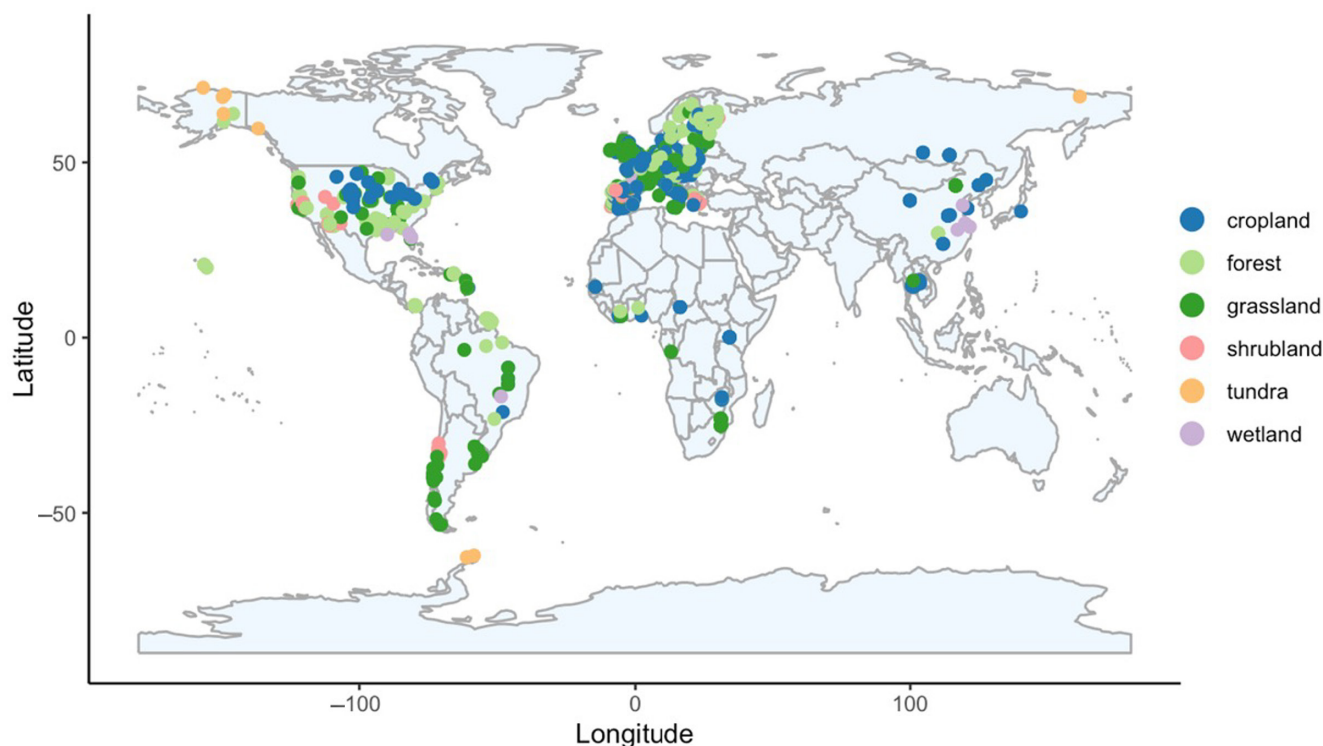 50
0
–50
Latitude
–100
0
100
Longitude
cropland
forest
grassland
shrubland
tundra
wetland